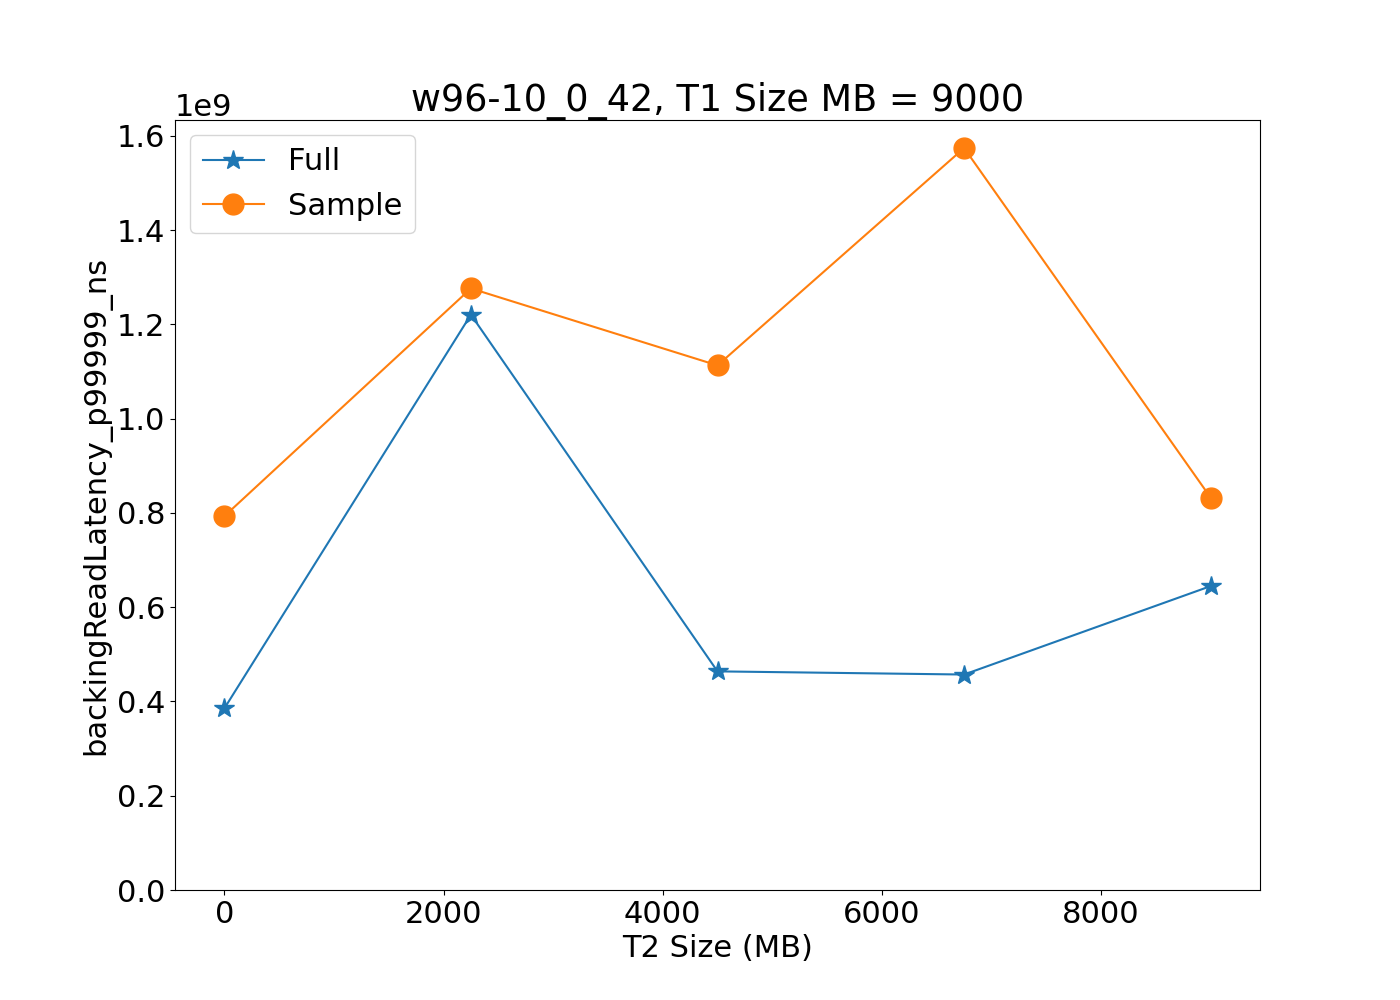 w96-10_0_42, T1 Size MB = 9000
1e9
Full
Sample
1.6
1.4
1.2
1.0
0.8
0.6
0.4
0.2
0.0
backingReadLatency_p99999_ns
0 2000 4000 6000 8000
T2 Size (MB)